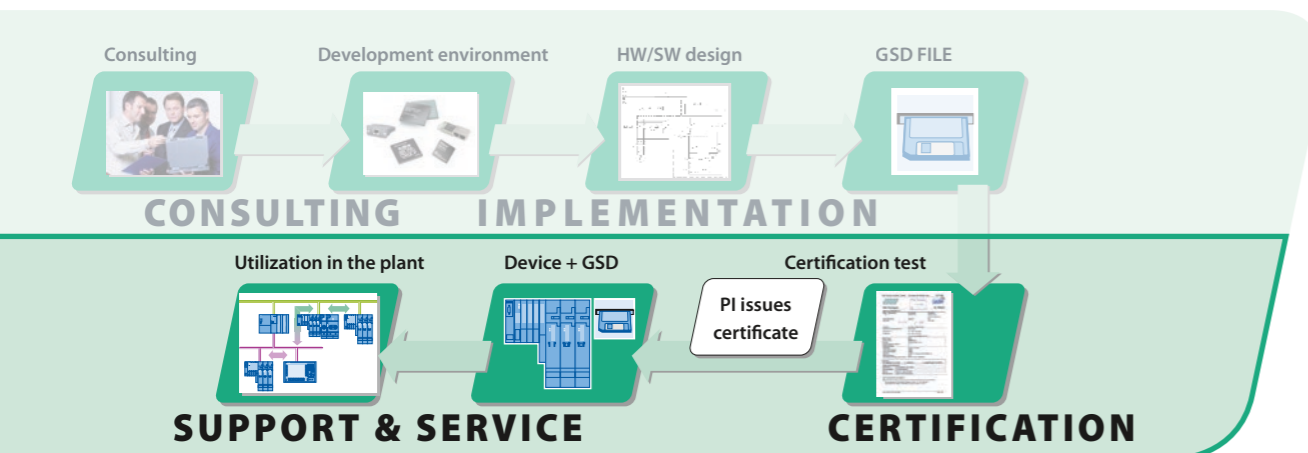 Consulting
Development environment
HW/SW design
GSD FILE
CONSULTING
IMPLEMENTATION
Utilization in the plant
Device + GSD
Certification test
PI issues
certificate
SUPPORT & SERVICE
CERTIFICATION